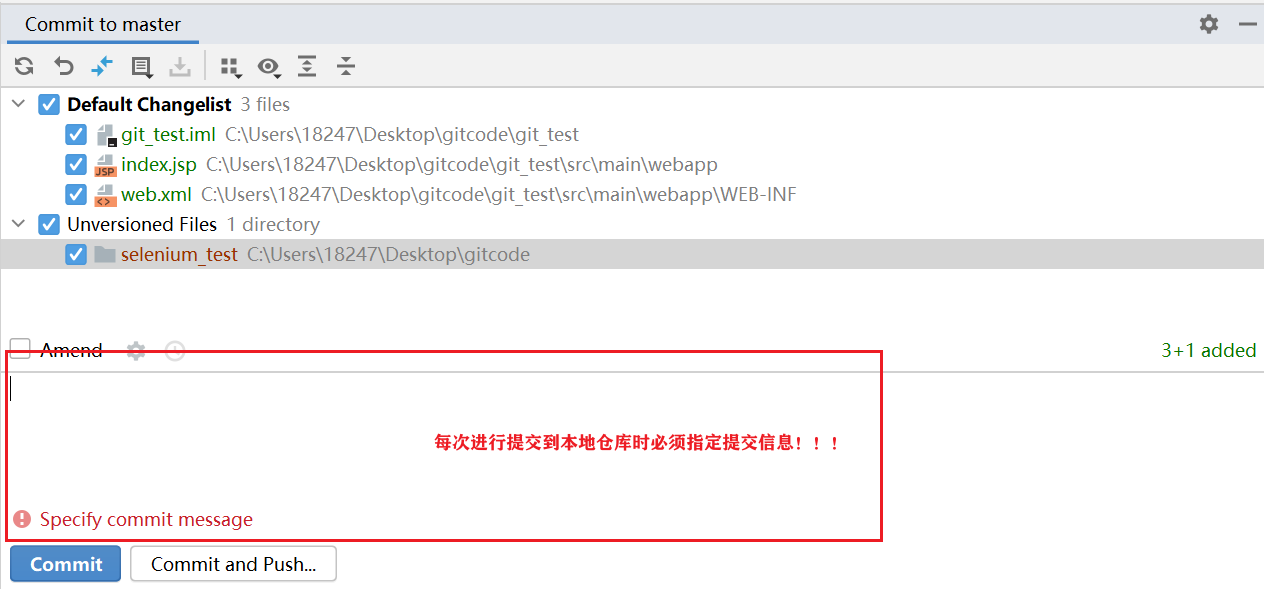 Commit to master
Default Changelist 3 files
git_test.iml C:\Users\18247\Desktop\gitcode\git_test
index.jsp C:\Users\18247\Desktop\gitcode\git_test\src\main\webapp
web.xml C:\Users\18247\Desktop\gitcode\git_test\src\main\webapp\WEB-INF
Unversioned Files 1 directory
selenium_test C:\Users\18247\Desktop\gitcode
Amend 3+1 added
每次进行提交到本地仓库时必须指定提交信息！！！
Specify commit message
Commit Commit and Push...